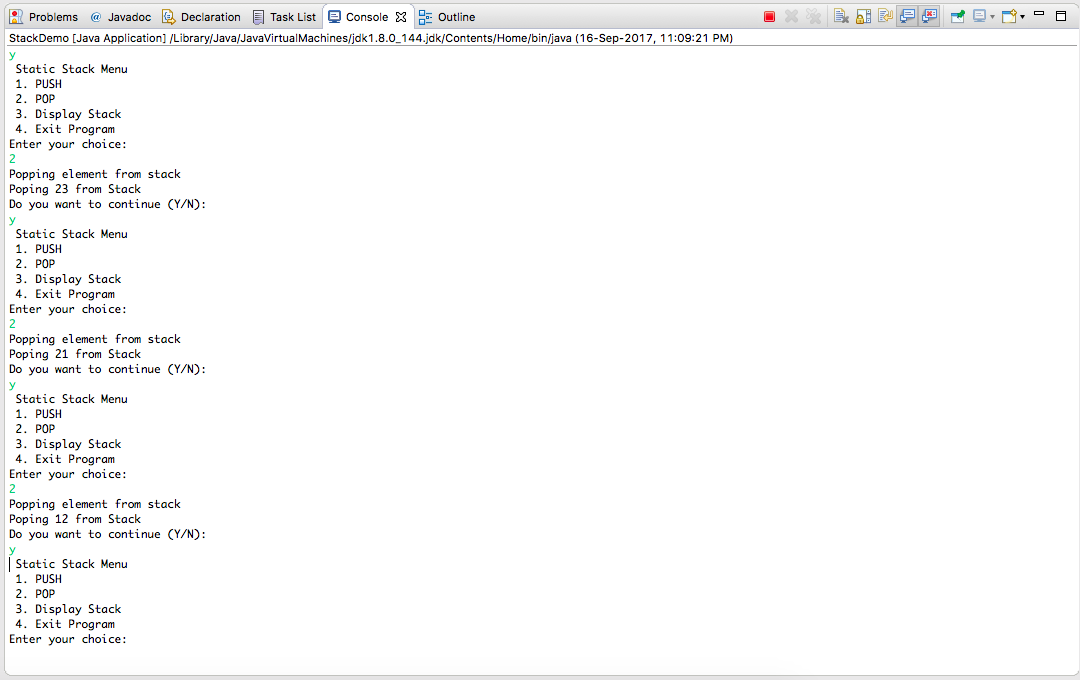 Problems @ Javadoc Declaration Task List Console Outline
StackDemo [Java Application] /Library/Java/JavaVirtualMachines/jdk1.8.0_144.jdk/Contents/Home/bin/java (16-Sep-2017, 11:09:21 PM)
y
Static Stack Menu
1. PUSH
2. POP
3. Display Stack
4. Exit Program
Enter your choice:
2
Popping element from stack
Poping 23 from Stack
Do you want to continue (Y/N):
y
Static Stack Menu
1. PUSH
2. POP
3. Display Stack
4. Exit Program
Enter your choice:
2
Popping element from stack
Poping 21 from Stack
Do you want to continue (Y/N):
y
Static Stack Menu
1. PUSH
2. POP
3. Display Stack
4. Exit Program
Enter your choice:
2
Popping element from stack
Poping 12 from Stack
Do you want to continue (Y/N):
y
Static Stack Menu
1. PUSH
2. POP
3. Display Stack
4. Exit Program
Enter your choice: